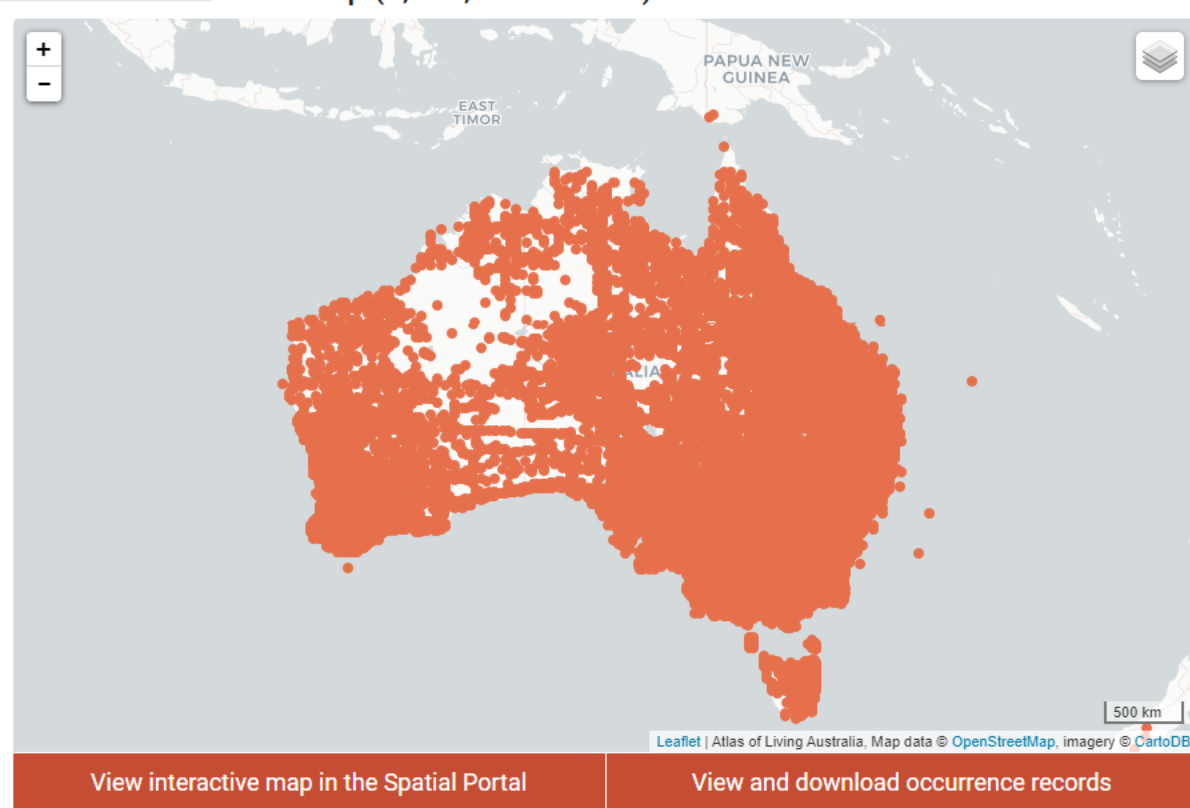 +
−
PAPUA NEW
GUINEA
EAST
TIMOR
ALIA
500 km
Leaflet | Atlas of Living Australia, Map data © OpenStreetMap, imagery © CartoDB
View interactive map in the Spatial Portal
View and download occurrence records